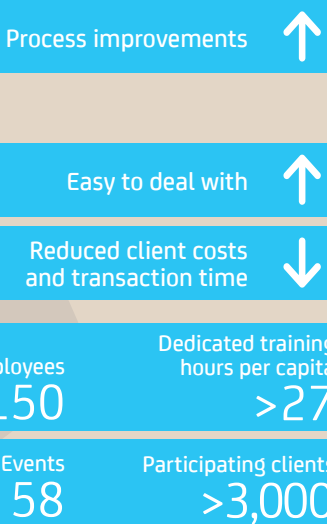 Process improvements
Easy to deal with
Reduced client costs
and transaction time
Dedicated training
hours per capita
>27
150
Events
58
Participating clients
>3,000